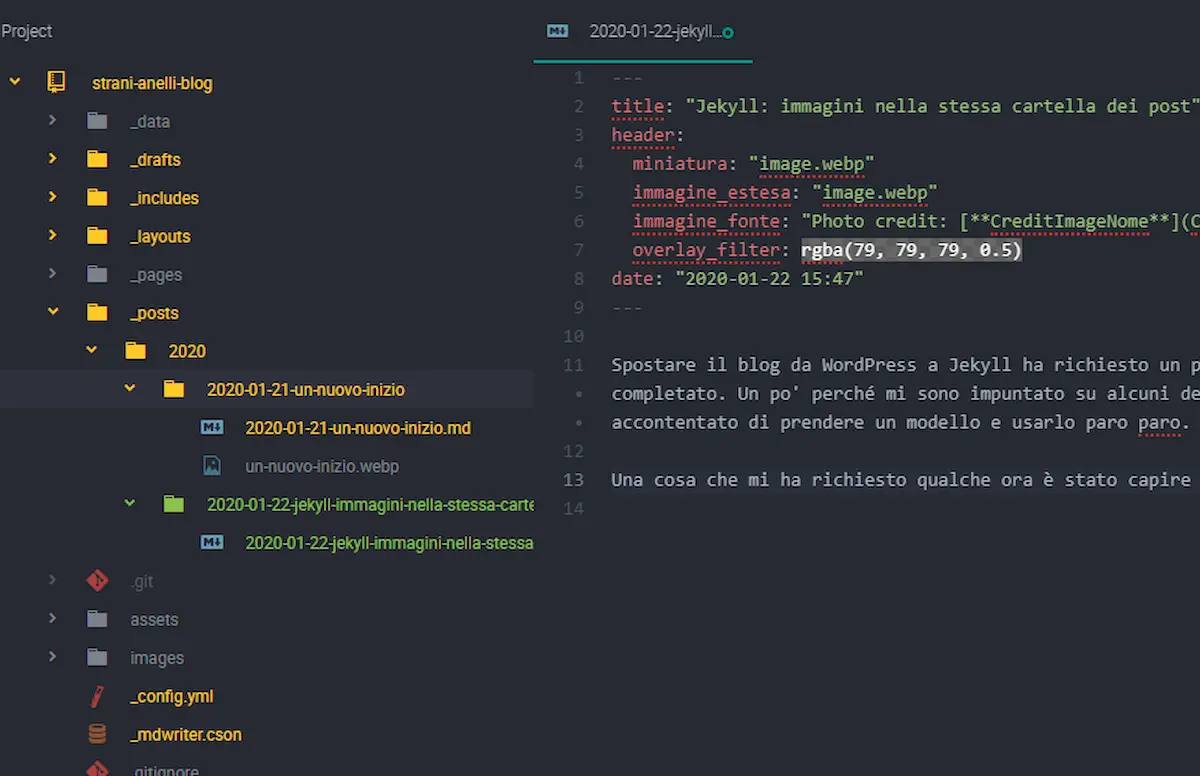 Project
strani-anelli-blog
_data
_drafts
_includes
_layouts
_pages
_posts
2020
2020-01-21-un-nuovo-inizio
M↓ 2020-01-21-un-nuovo-inizio.md
un-nuovo-inizio.webp
2020-01-22-jekyll-immagini-nella-stessa-carte
M↓ 2020-01-22-jekyll-immagini-nella-stessa
.git
assets
images
_config.yml
_mdwriter.cson
.gitignore
M↓ 2020-01-22-jekyll...
1 ---
2 title: "Jekyll: immagini nella stessa cartella dei post"
3 header:
4 miniatura: "image.webp"
5 immagine_estesa: "image.webp"
6 immagine_fonte: "Photo credit: [**CreditImageNome**](C
7 overlay_filter: rgba(79, 79, 79, 0.5)
8 date: "2020-01-22 15:47"
9 ---
10
11 Spostare il blog da WordPress a Jekyll ha richiesto un p
• completato. Un po' perché mi sono impuntato su alcuni de
• accontentato di prendere un modello e usarlo paro paro.
12
13 Una cosa che mi ha richiesto qualche ora è stato capire
14